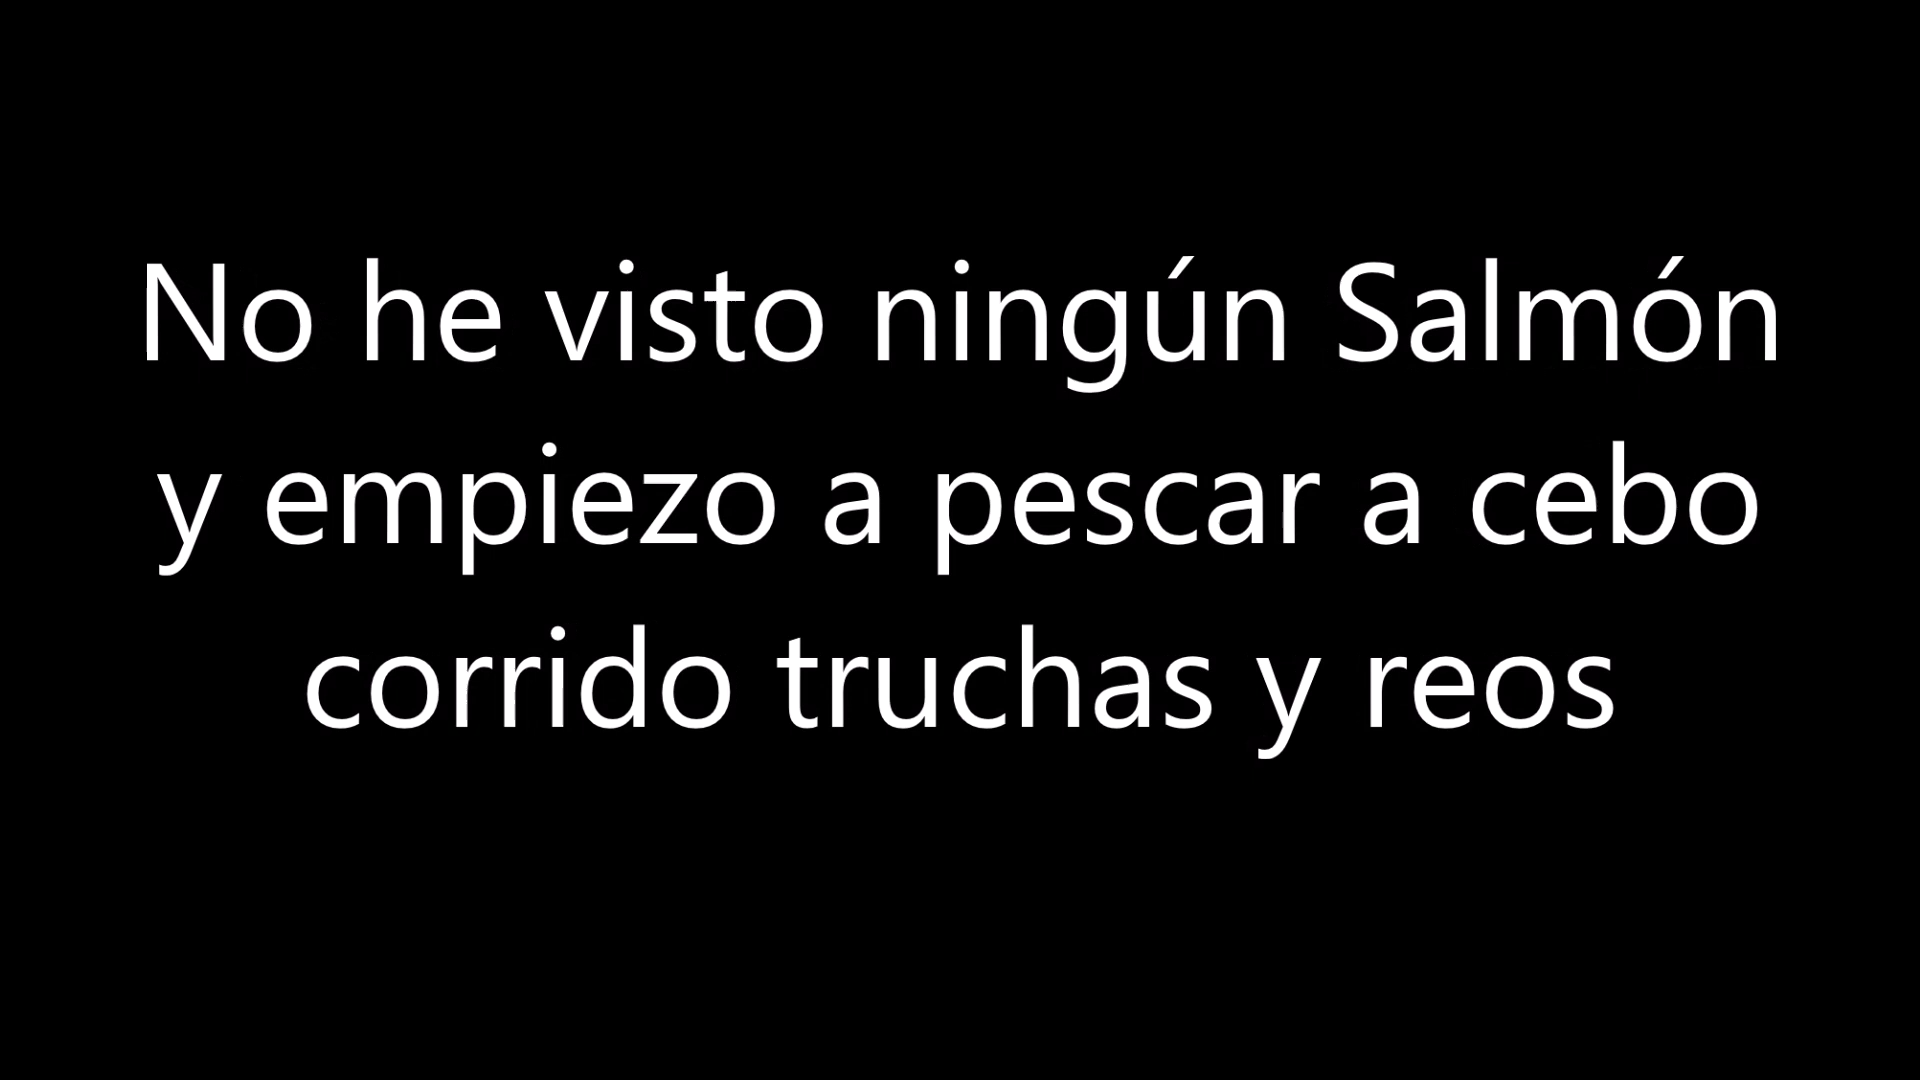 No he visto ningún Salmón
y empiezo a pescar a cebo
corrido truchas y reos